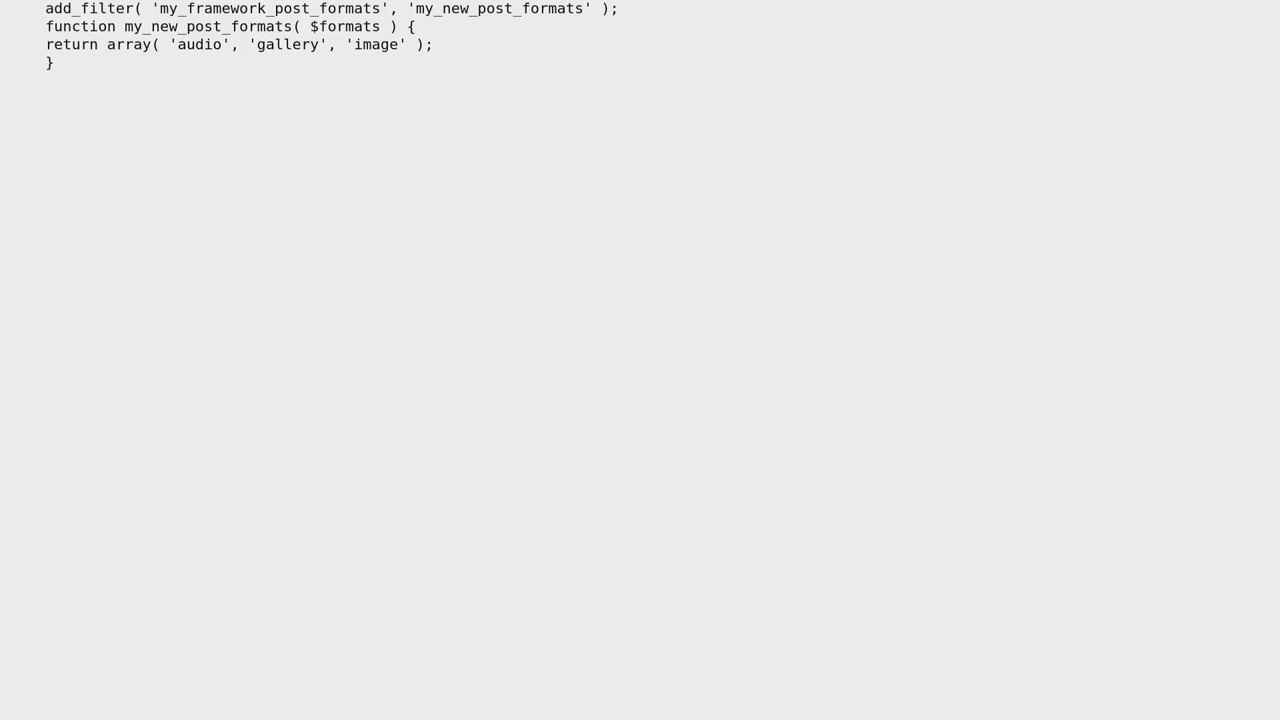 add_filter( 'my_framework_post_formats', 'my_new_post_formats' );
function my_new_post_formats( $formats ) {
return array( 'audio', 'gallery', 'image' );
}